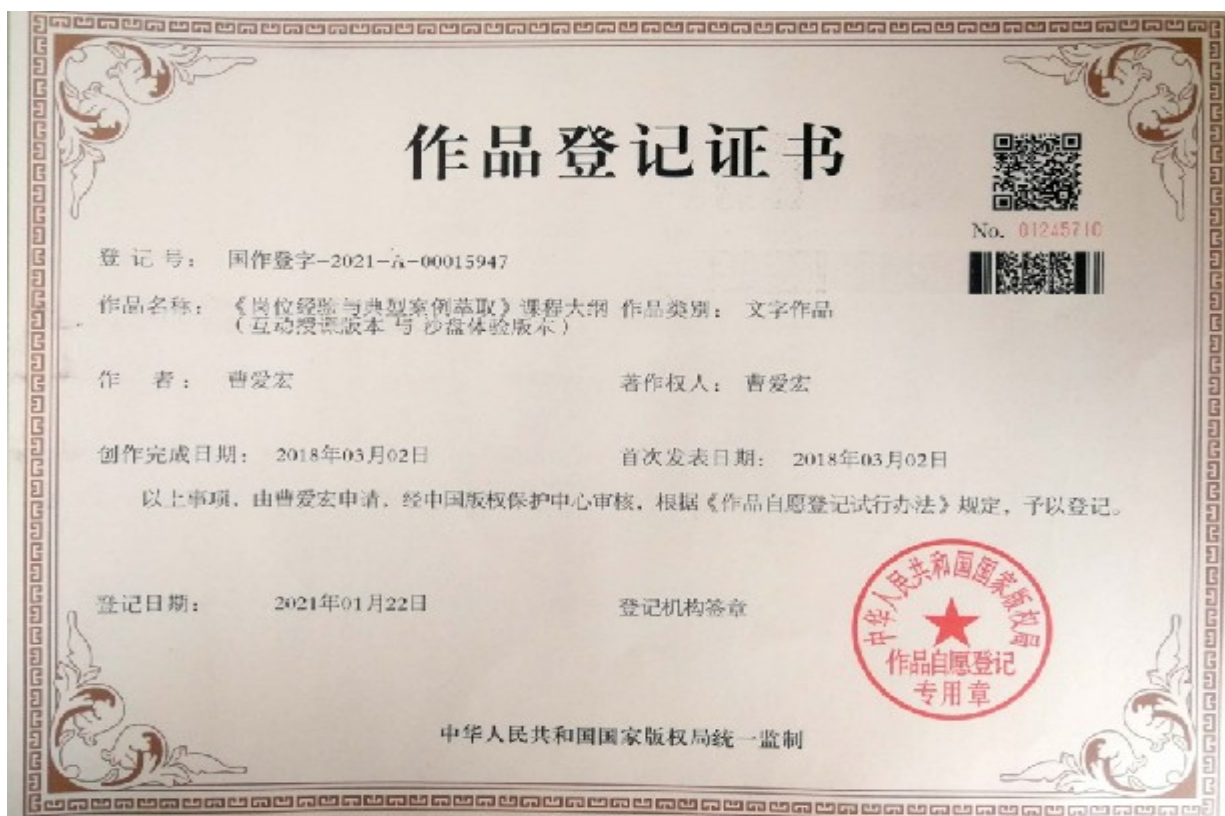 作品登记证书
No. 01245710
登 记 号： 国作登字-2021-A-00015947
作品名称： 《岗位经验与典型案例萃取》课程大纲 作品类别： 文字作品
（互动授课版本 与 沙盘体验版本）
作 者： 曹爱宏 著作权人： 曹爱宏
创作完成日期： 2018年03月02日 首次发表日期： 2018年03月02日
以上事项，由曹爱宏申请，经中国版权保护中心审核，根据《作品自愿登记试行办法》规定，予以登记。
登记日期： 2021年01月22日 登记机构签章
中华人民共和国国家版权局
作品自愿登记
专用章
中华人民共和国国家版权局统一监制